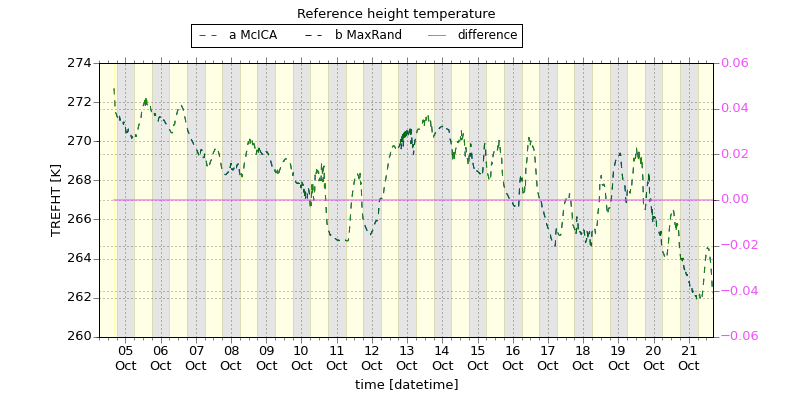 Reference height temperature
a McICA b MaxRand difference
274
272
270
268
266
264
262
260
TREFHT [K]
0.06
0.04
0.02
0.00
−0.02
−0.04
−0.06
05 06 07 08 09 10 11 12 13 14 15 16 17 18 19 20 21
Oct Oct Oct Oct Oct Oct Oct Oct Oct Oct Oct Oct Oct Oct Oct Oct Oct
time [datetime]